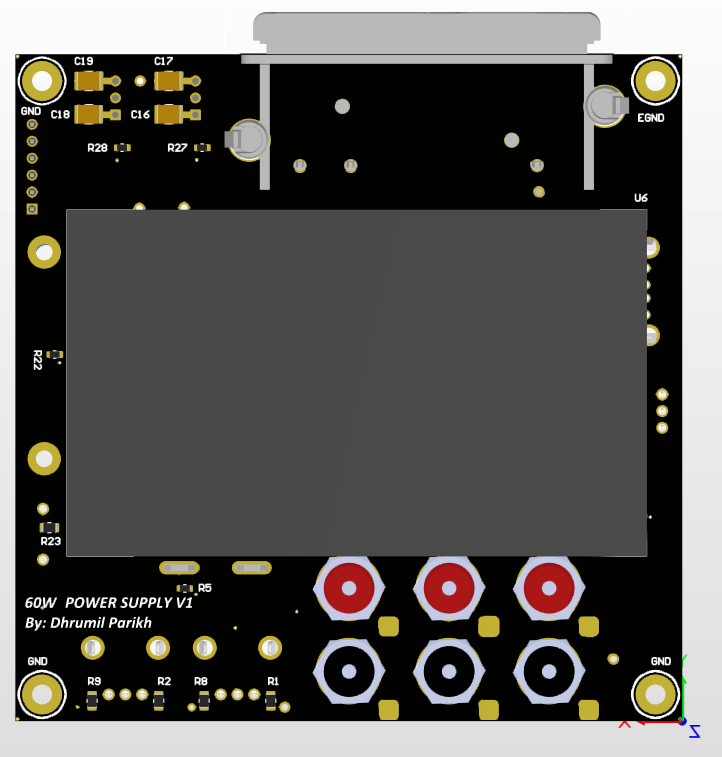 C19
C17
GND
C18
C16
EGND
R28
R27
U6
R22
R23
R5
60W POWER SUPPLY V1
By: Dhrumil Parikh
GND
GND
R9
R2
R8
R1
X
Z